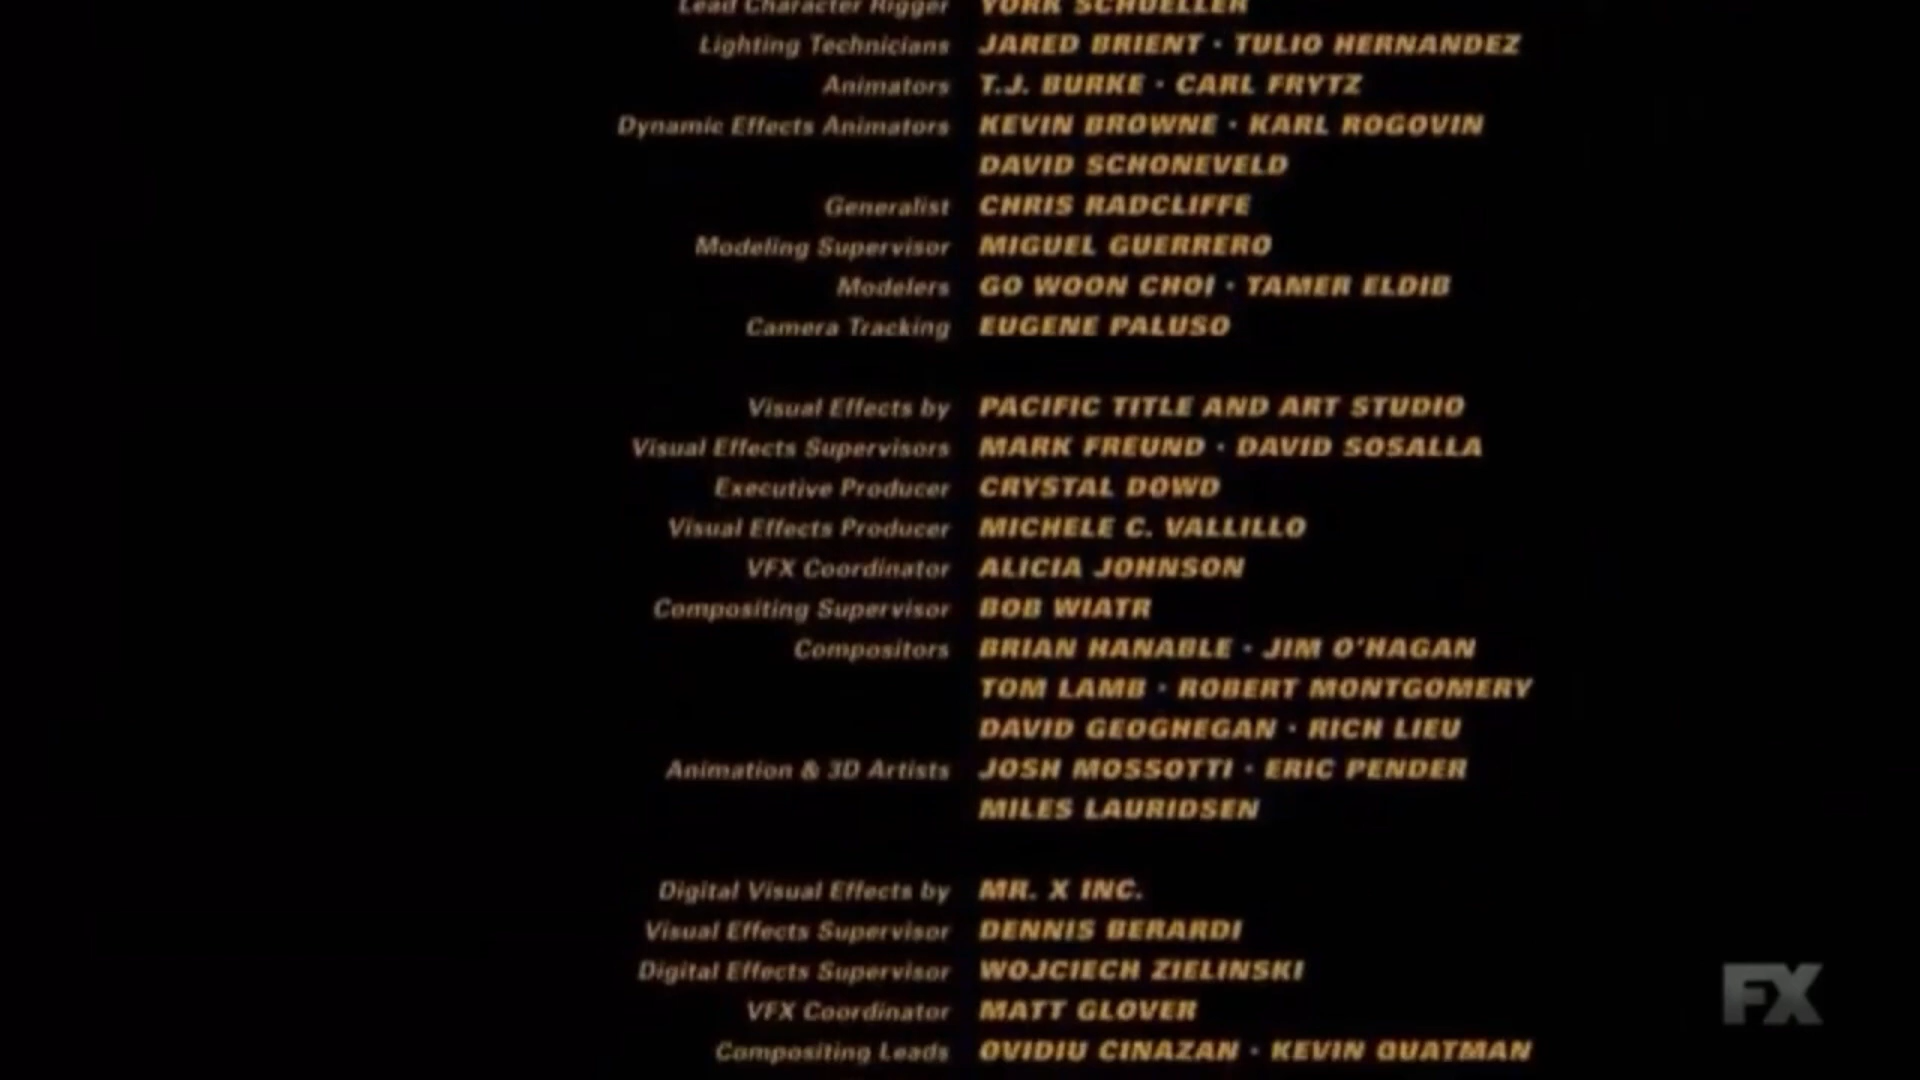 Lead Character Rigger YORK SCHUELLER
Lighting Technicians JARED BRIENT · TULIO HERNANDEZ
Animators T.J. BURKE · CARL FRYTZ
Dynamic Effects Animators KEVIN BROWNE · KARL ROGOVIN
DAVID SCHONEVELD
Generalist CHRIS RADCLIFFE
Modeling Supervisor MIGUEL GUERRERO
Modelers GO WOON CHOI · TAMER ELDIB
Camera Tracking EUGENE PALUSO
Visual Effects by PACIFIC TITLE AND ART STUDIO
Visual Effects Supervisors MARK FREUND · DAVID SOSALLA
Executive Producer CRYSTAL DOWD
Visual Effects Producer MICHELE C. VALLILLO
VFX Coordinator ALICIA JOHNSON
Compositing Supervisor BOB WIATR
Compositors BRIAN HANABLE · JIM O'HAGAN
TOM LAMB · ROBERT MONTGOMERY
DAVID GEOGHEGAN · RICH LIEU
Animation & 3D Artists JOSH MOSSOTTI · ERIC PENDER
MILES LAURIDSEN
Digital Visual Effects by MR. X INC.
Visual Effects Supervisor DENNIS BERARDI
Digital Effects Supervisor WOJCIECH ZIELINSKI
VFX Coordinator MATT GLOVER
Compositing Leads OVIDIU CINAZAN · KEVIN QUATMAN
FX